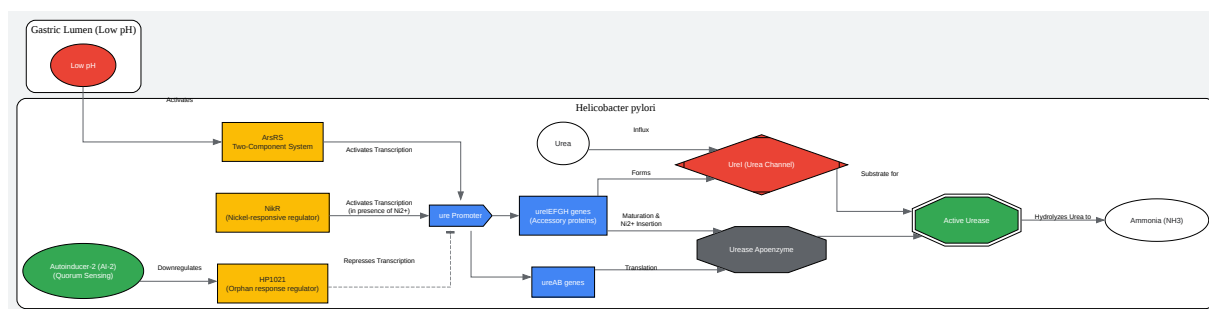 Gastric Lumen (Low pH)
Low pH
Activates
Helicobacter pylori
ArsRS
Two-Component System
Activates Transcription
Urea
Influx
UreI (Urea Channel)
Substrate for
NikR
(Nickel-responsive regulator)
Activates Transcription
(in presence of Ni2+)
ure Promoter
ureIEFGH genes
(Accessory proteins)
Forms
Maturation &
Ni2+ Insertion
Urease Apoenzyme
Active Urease
Hydrolyzes Urea to
Ammonia (NH3)
Autoinducer-2 (AI-2)
(Quorum Sensing)
Downregulates
HP1021
(Orphan response regulator)
Represses Transcription
ureAB genes
Translation